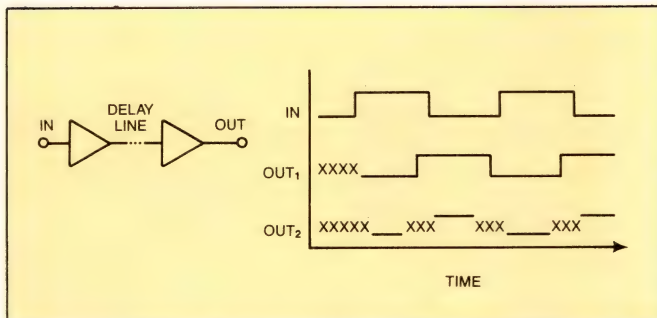 IN
DELAY
LINE
OUT
IN
OUT₁
XXXX
OUT₂
XXXXX XXX XXX XXX
TIME